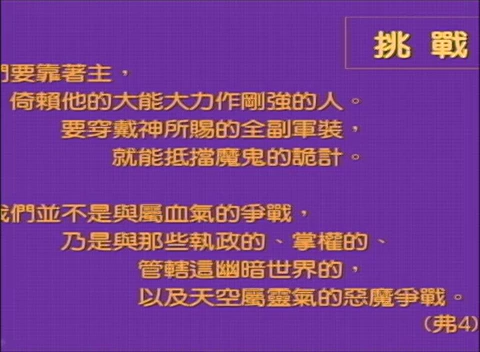 挑戰
們要靠著主，
倚賴他的大能大力作剛強的人。
要穿戴神所賜的全副軍裝，
就能抵擋魔鬼的詭計。
我們並不是與屬血氣的爭戰，
乃是與那些執政的、掌權的、
管轄這幽暗世界的，
以及天空屬靈氣的惡魔爭戰。
(弗4)